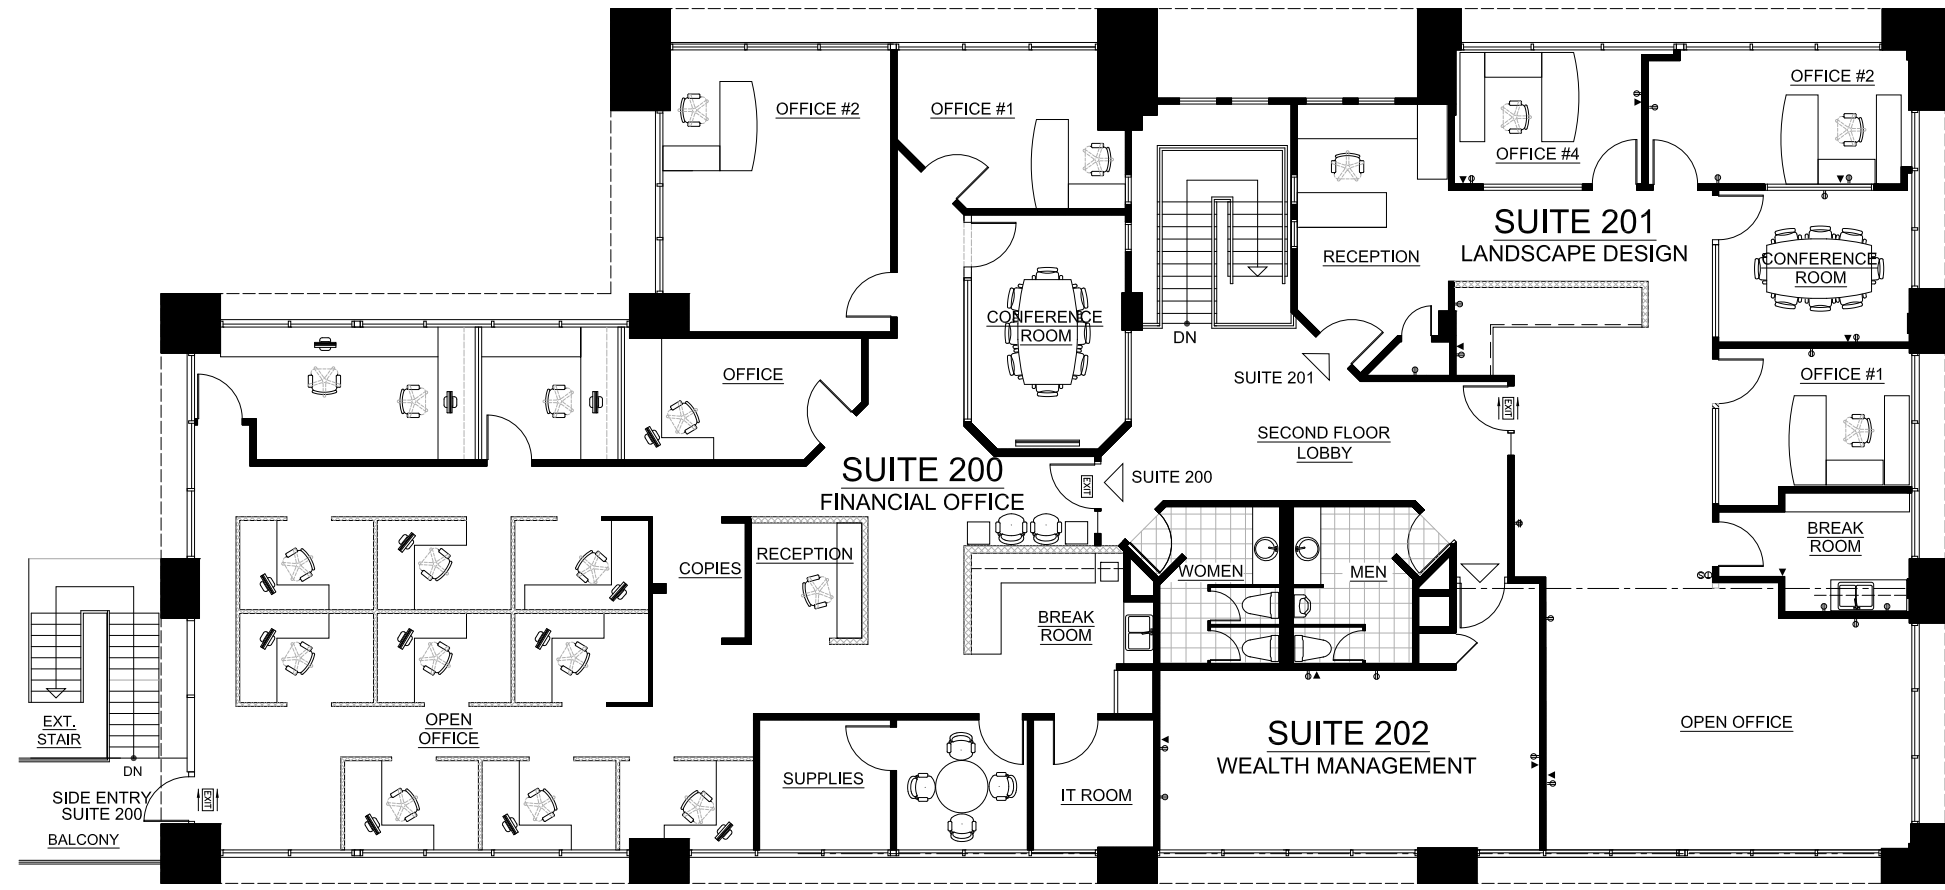 OFFICE #2
OFFICE #1
OFFICE #4
OFFICE #2
SUITE 201
LANDSCAPE DESIGN
RECEPTION
CONFERENCE
ROOM
CONFERENCE
ROOM
DN
SUITE 201
OFFICE
OFFICE #1
EXIT
SECOND FLOOR
LOBBY
SUITE 200
FINANCIAL OFFICE
EXIT
SUITE 200
RECEPTION
COPIES
WOMEN
MEN
BREAK
ROOM
BREAK
ROOM
EXT.
STAIR
DN
OPEN
OFFICE
SUITE 202
WEALTH MANAGEMENT
OPEN OFFICE
SUPPLIES
IT ROOM
SIDE ENTRY
SUITE 200
EXIT
BALCONY